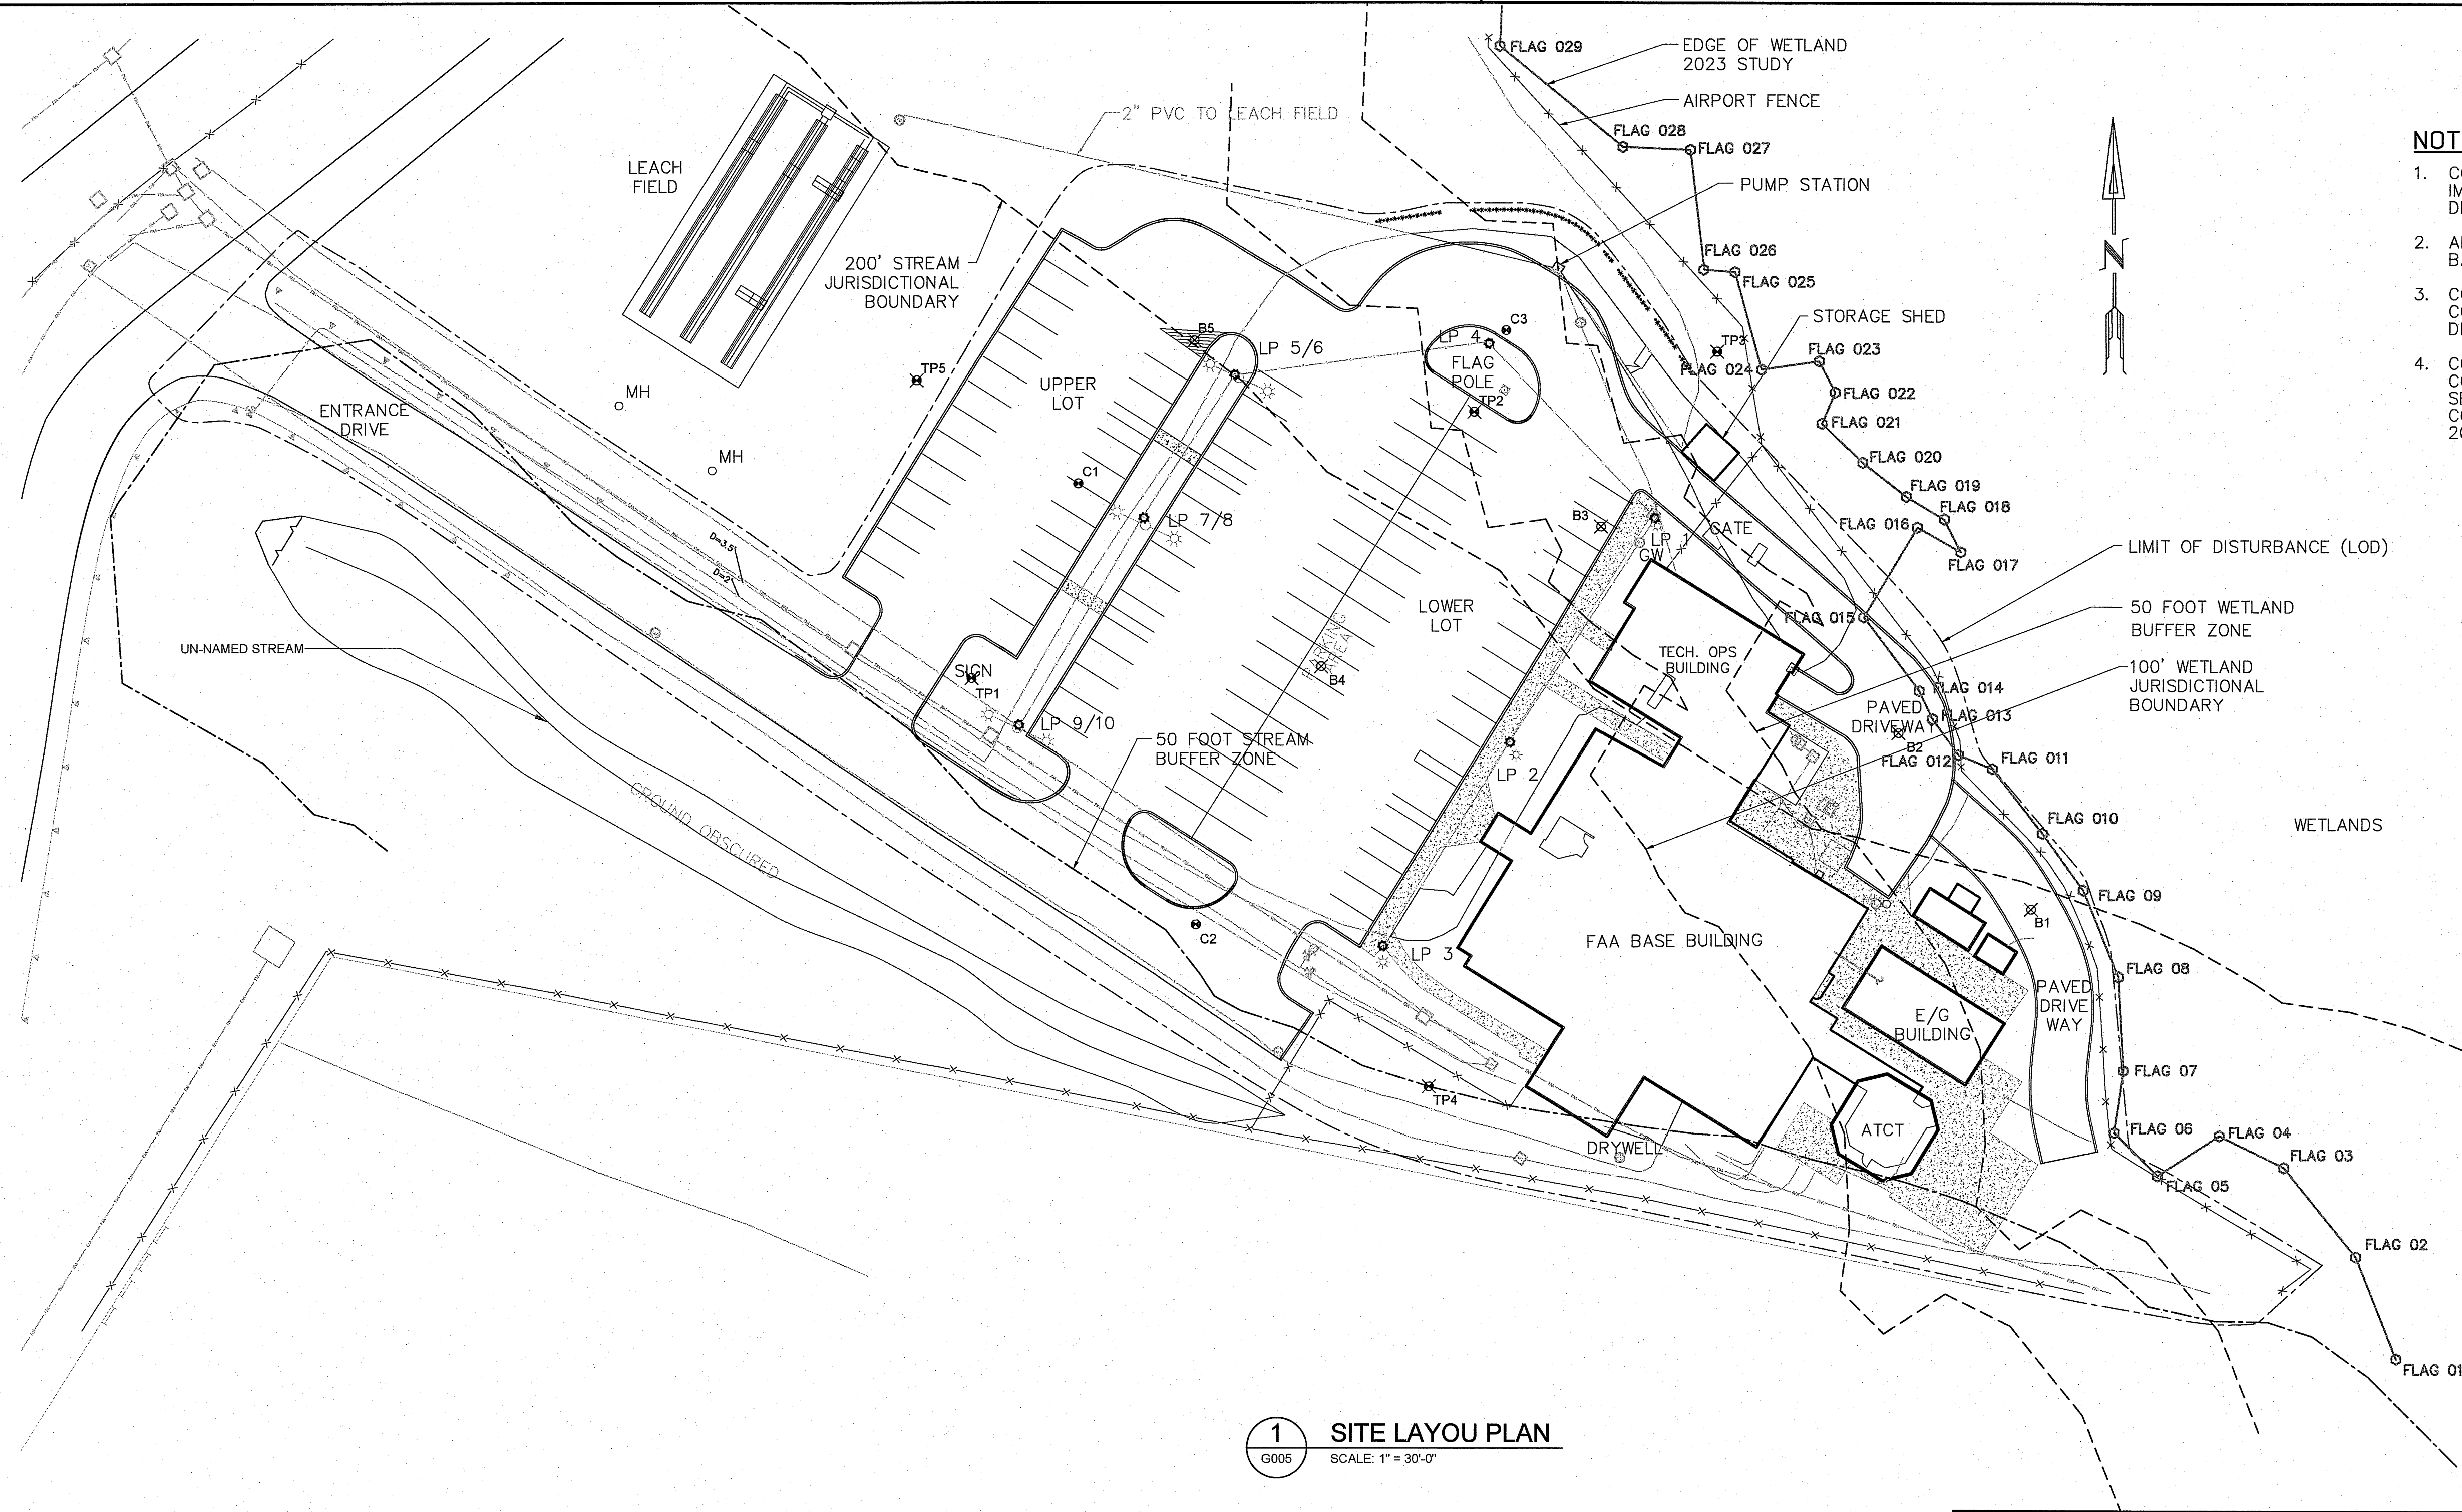 FLAG 029
EDGE OF WETLAND
2023 STUDY
AIRPORT FENCE
2" PVC TO LEACH FIELD
FLAG 028
FLAG 027
NOT
1. C
IM
D
2. A
B
3. C
C
D
4. C
C
S
C
20
LEACH
FIELD
PUMP STATION
N
FLAG 026
FLAG 025
200' STREAM
JURISDICTIONAL
BOUNDARY
STORAGE SHED
B5
LP 5/6
C3
LP 4
FLAG
POLE
TP3
FLAG 024
FLAG 023
FLAG 022
TP5
UPPER
LOT
TP2
MH
ENTRANCE
DRIVE
FLAG 021
MH
C1
FLAG 020
FLAG 019
FLAG 018
LP 7/8
B3
LP 1
GW
GATE
FLAG 016
FLAG 017
D=3.5'
D=2'
LIMIT OF DISTURBANCE (LOD)
LOWER
LOT
50 FOOT WETLAND
BUFFER ZONE
FLAG 015
PARKING
AREA
UN-NAMED STREAM
TECH. OPS
BUILDING
SIGN
TP1
B4
100' WETLAND
JURISDICTIONAL
BOUNDARY
FLAG 014
PAVED
DRIVEWAY
FLAG 013
LP 9/10
50 FOOT STREAM
BUFFER ZONE
B2
FLAG 012
FLAG 011
LP 2
GROUND OBSCURED
FLAG 010
WETLANDS
FLAG 09
B1
C2
FAA BASE BUILDING
LP 3
FLAG 08
PAVED
DRIVE
WAY
E/G
BUILDING
FLAG 07
TP4
ATCT
FLAG 06
FLAG 04
DRYWELL
FLAG 03
FLAG 05
FLAG 02
FLAG 01
1
G005
SITE LAYOU PLAN
SCALE: 1" = 30'-0"